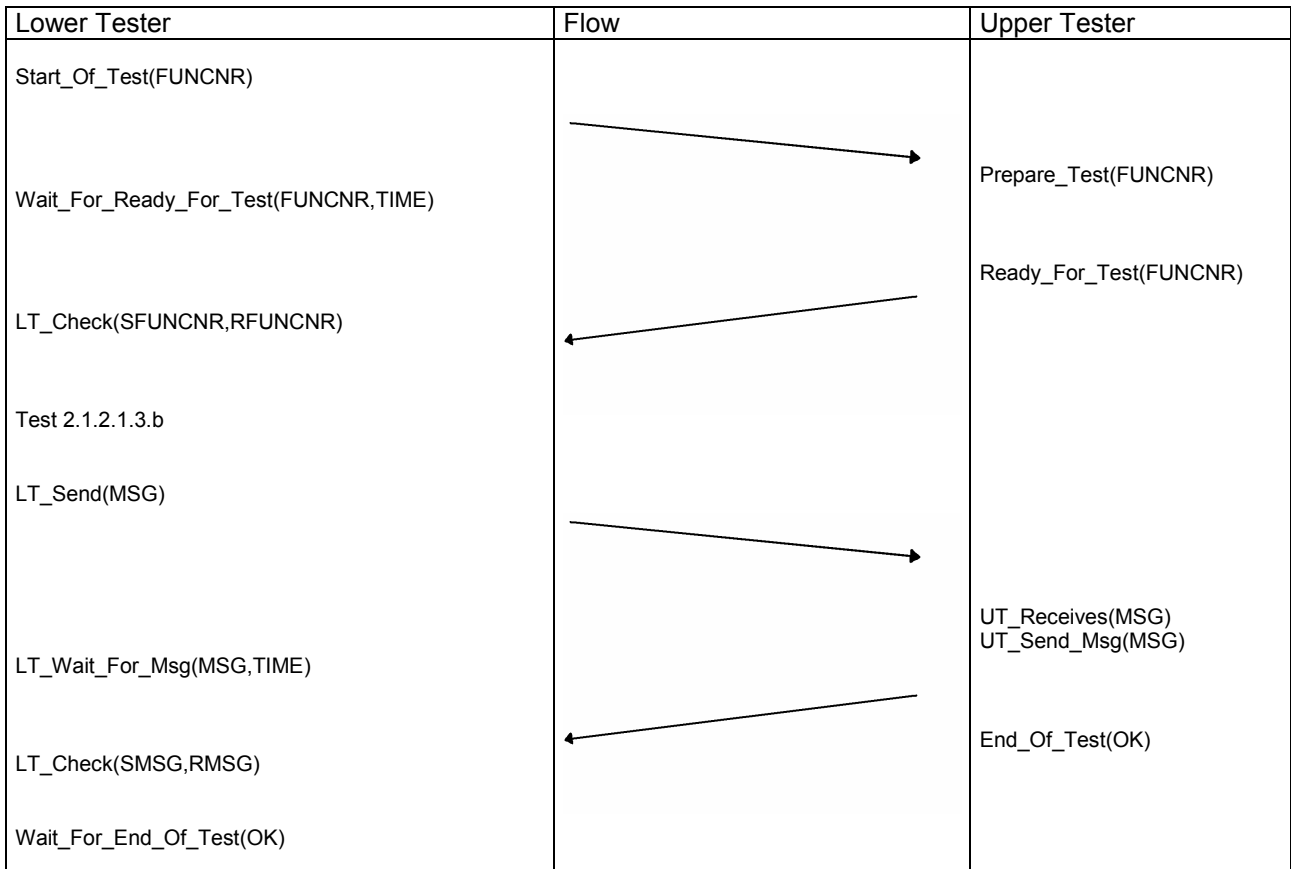 Lower Tester
Flow
Upper Tester
Start_Of_Test(FUNCNR)
Prepare_Test(FUNCNR)
Wait_For_Ready_For_Test(FUNCNR,TIME)
Ready_For_Test(FUNCNR)
LT_Check(SFUNCNR,RFUNCNR)
Test 2.1.2.1.3.b
LT_Send(MSG)
UT_Receives(MSG)
UT_Send_Msg(MSG)
LT_Wait_For_Msg(MSG,TIME)
End_Of_Test(OK)
LT_Check(SMSG,RMSG)
Wait_For_End_Of_Test(OK)